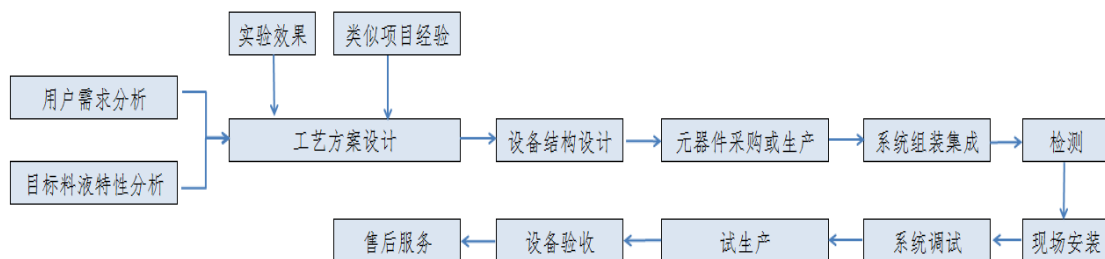 实验效果
类似项目经验
用户需求分析
目标料液特性分析
工艺方案设计
设备结构设计
元器件采购或生产
系统组装集成
检测
现场安装
系统调试
试生产
设备验收
售后服务